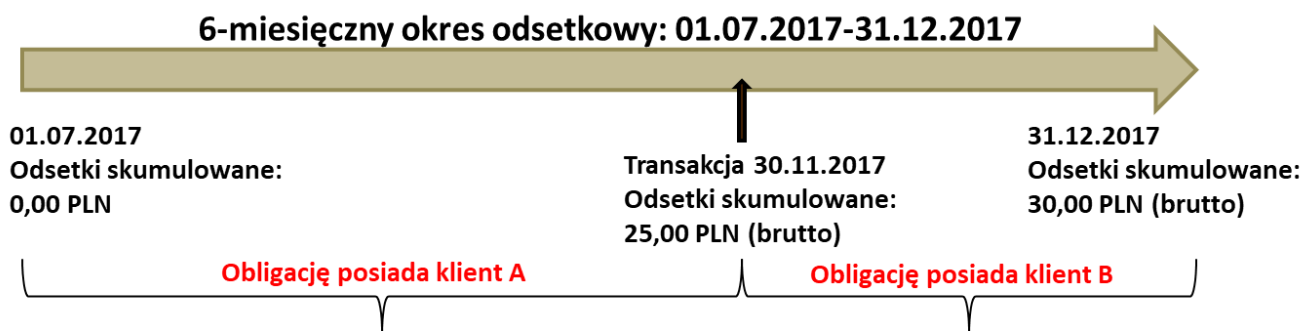 6-miesięczny okres odsetkowy: 01.07.2017-31.12.2017
01.07.2017
Odsetki skumulowane:
0,00 PLN
Transakcja 30.11.2017
Odsetki skumulowane:
25,00 PLN (brutto)
31.12.2017
Odsetki skumulowane:
30,00 PLN (brutto)
Obligację posiada klient A
Obligację posiada klient B